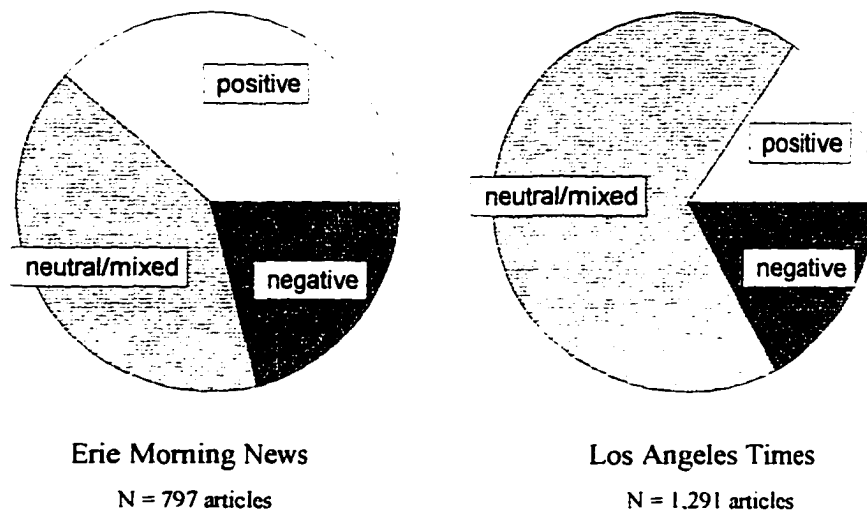 positive
neutral/mixed
negative
Erie Morning News
N = 797 articles
positive
neutral/mixed
negative
Los Angeles Times
N = 1,291 articles